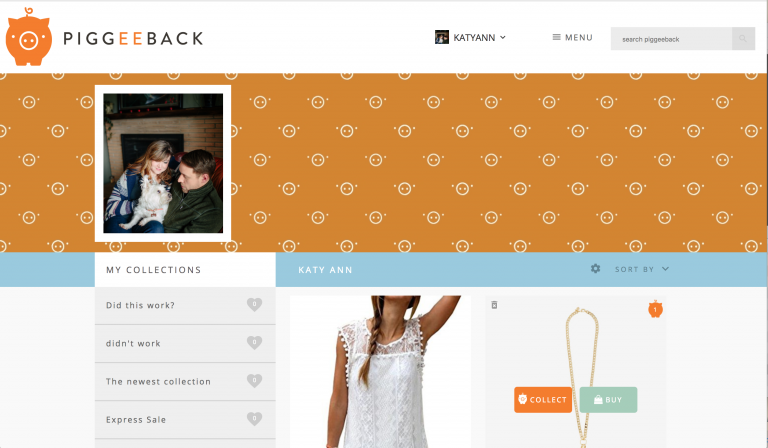 PIGGEEBACK
KATYANN
MENU
search piggeeback
MY COLLECTIONS
KATY ANN
SORT BY
Did this work?
0
1
didn't work
0
The newest collection
0
COLLECT
BUY
Express Sale
0